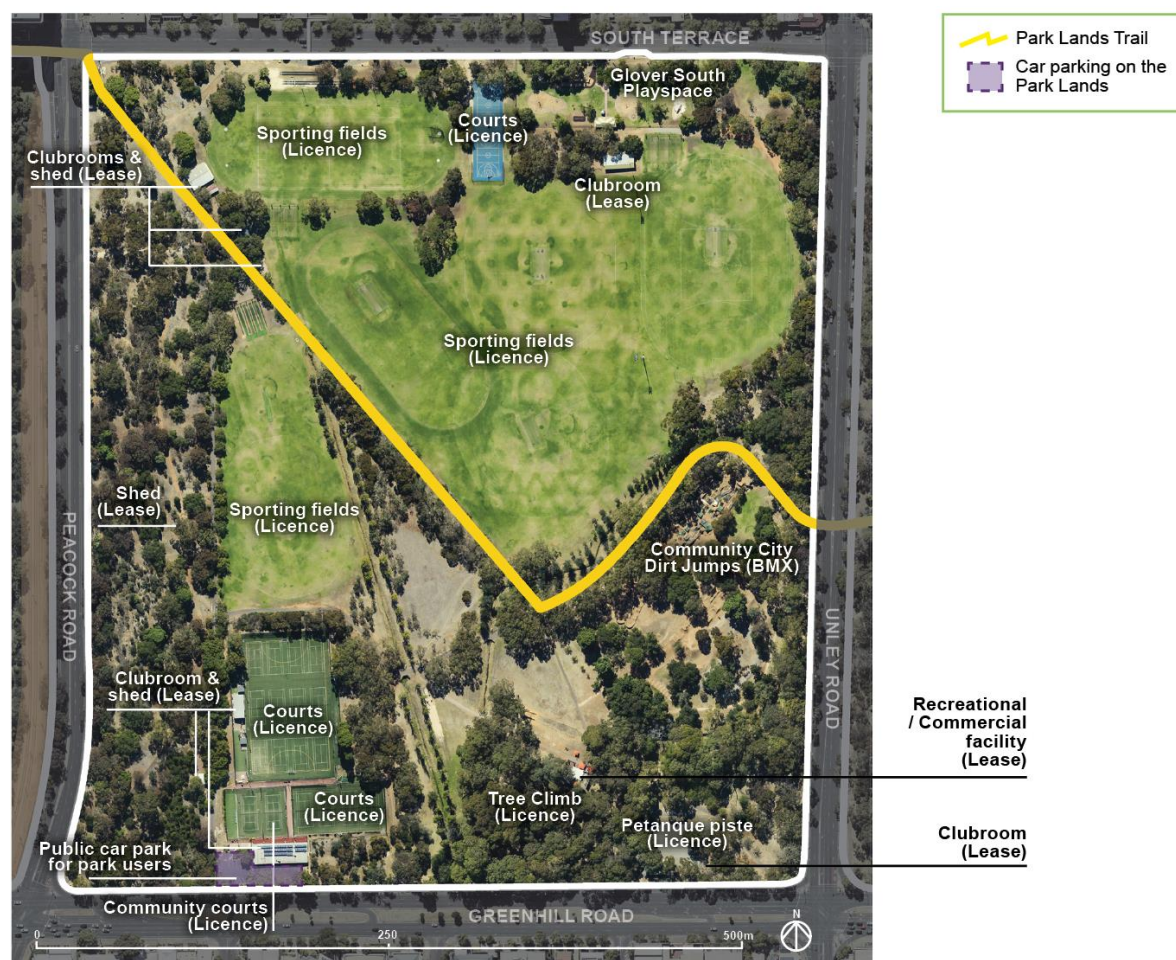 SOUTH TERRACE
Park Lands Trail
Car parking on the
Park Lands
Glover South
Playspace
Sporting fields
(Licence)
Courts
(Licence)
Clubrooms &
shed (Lease)
Clubroom
(Lease)
Sporting fields
(Licence)
Shed
(Lease)
Sporting fields
(Licence)
PEACOCK ROAD
Community City
Dirt Jumps (BMX)
UNLEY ROAD
Clubroom &
shed (Lease)
Courts
(Licence)
Recreational
/ Commercial
facility
(Lease)
Courts
(Licence)
Tree Climb
(Licence)
Petanque piste
(Licence)
Clubroom
(Lease)
Public car park
for park users
Community courts
(Licence)
GREENHILL ROAD
N
0
250
500m